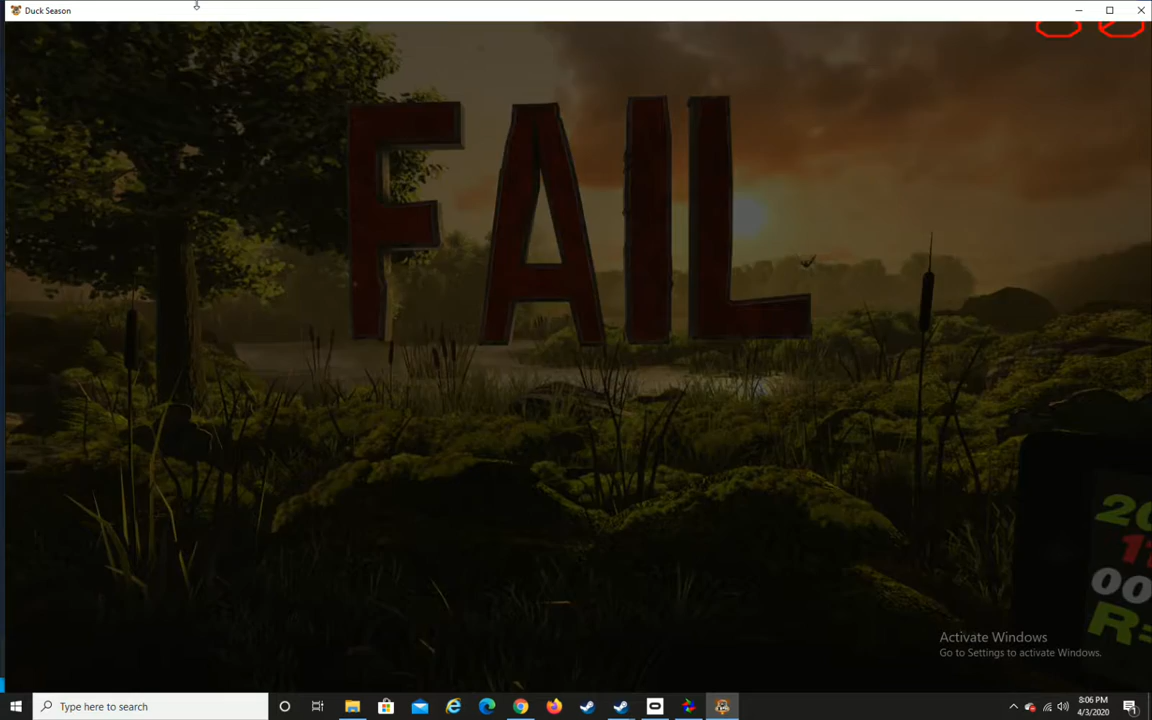 Duck Season
FAIL
Activate Windows
Go to Settings to activate Windows.
Type here to search
8:06 PM
4/3/2020